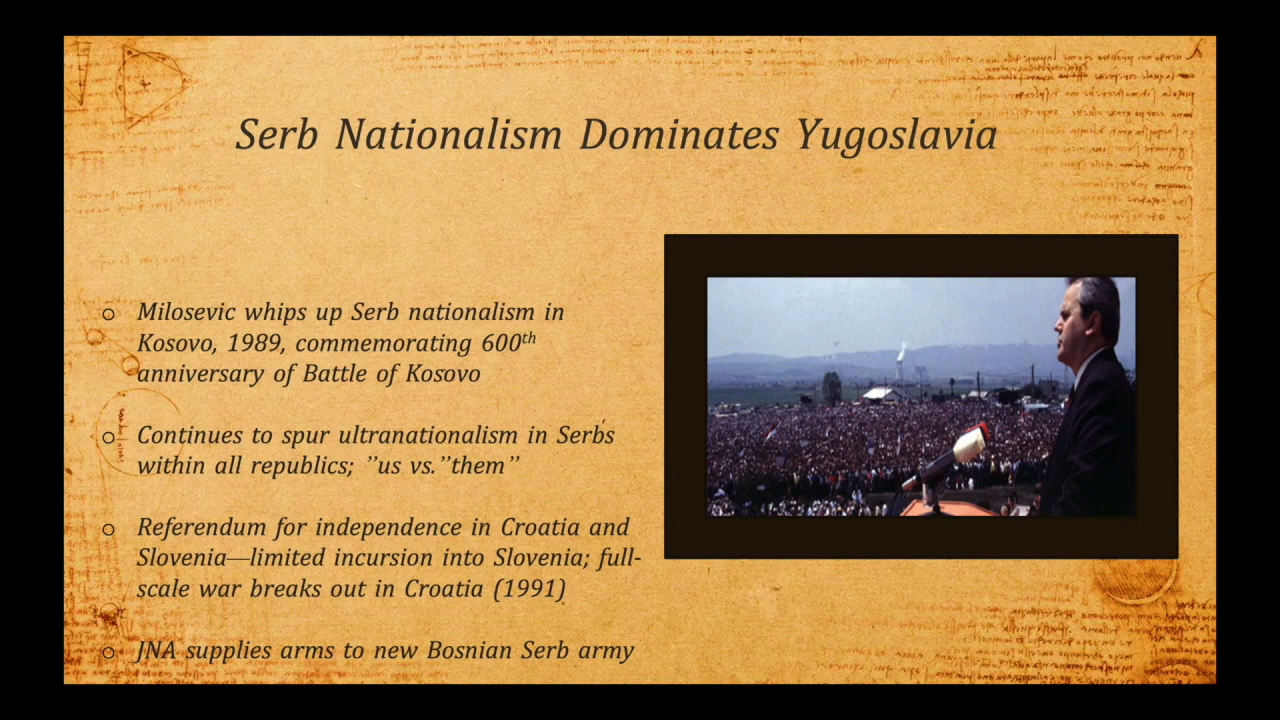 Serb Nationalism Dominates Yugoslavia
o Milosevic whips up Serb nationalism in
Kosovo, 1989, commemorating 600th
anniversary of Battle of Kosovo
o Continues to spur ultranationalism in Serbs
within all republics; ”us vs.”them”
o Referendum for independence in Croatia and
Slovenia—limited incursion into Slovenia; full-
scale war breaks out in Croatia (1991)
o JNA supplies arms to new Bosnian Serb army